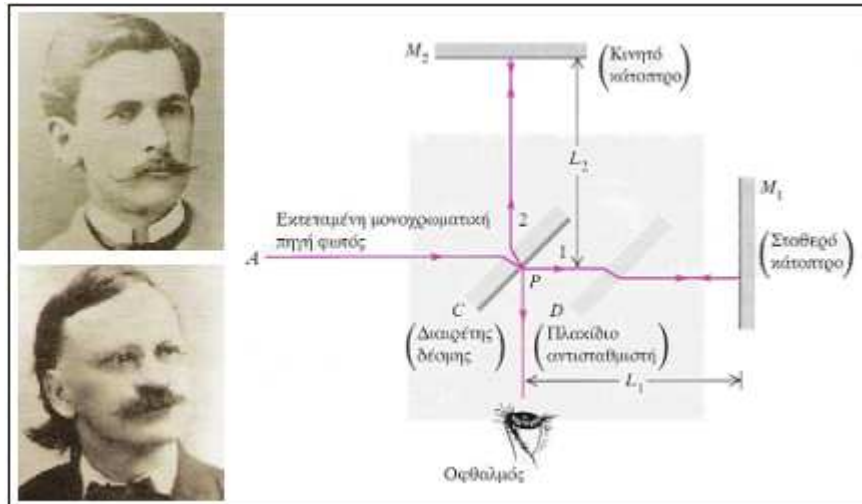 M₂
(Κινητό
κάτοπτρο)
L₂
M₁
Εκτεταμένη μονοχρωματική
πηγή φωτός
2
1
(Σταθερό
κάτοπτρο)
A
P
C
D
(Διαιρέτης
δέσμης)
(Πλακίδιο
αντισταθμιστή)
L₁
Οφθαλμός